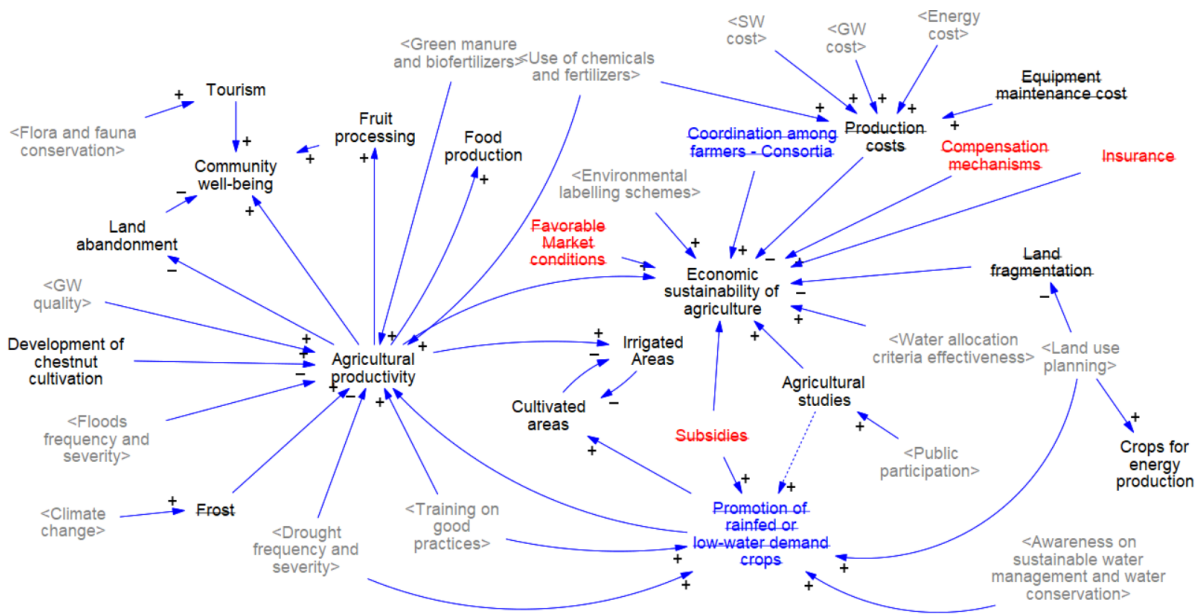 <SW
cost>
<GW
cost>
<Energy
cost>
<Green manure
and biofertilizers>
<Use of chemicals
and fertilizers>
Tourism
<Flora and fauna
conservation>
Fruit
processing
Food
production
Equipment
maintenance cost
Production
costs
Coordination among
farmers - Consortia
Compensation
mechanisms
Insurance
Community
well-being
<Environmental
labelling schemes>
Land
abandonment
Favorable
Market
conditions
Economic
sustainability of
agriculture
Land
fragmentation
<GW
quality>
Development of
chestnut
cultivation
Agricultural
productivity
Irrigated
Areas
<Water allocation
criteria effectiveness>
<Land use
planning>
Cultivated
areas
Agricultural
studies
<Floods
frequency and
severity>
Subsidies
<Public
participation>
Crops for
energy
production
<Climate
change>
Frost
<Drought
frequency and
severity>
<Training on
good
practices>
Promotion of
rainfed or
low-water demand
crops
<Awareness on
sustainable water
management and water
conservation>